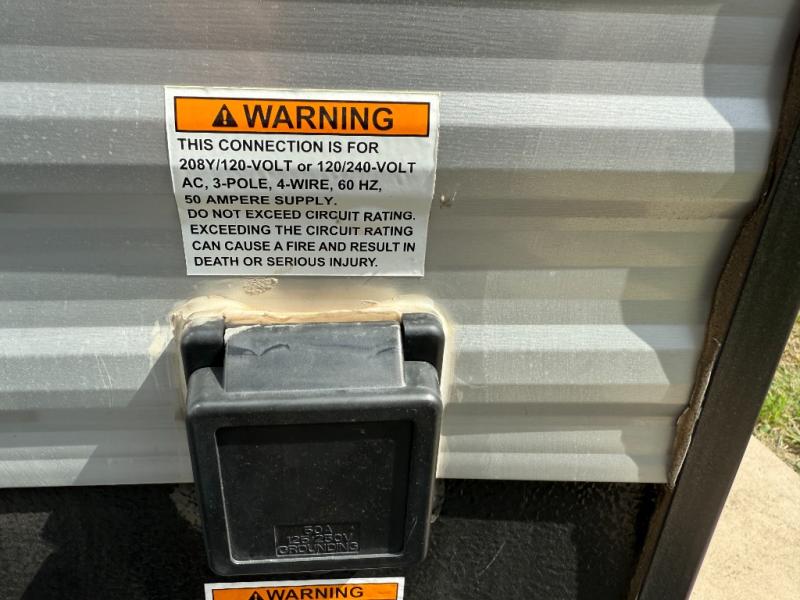 ⚠WARNING
THIS CONNECTION IS FOR
208Y/120-VOLT or 120/240-VOLT
AC, 3-POLE, 4-WIRE, 60 HZ,
50 AMPERE SUPPLY.
DO NOT EXCEED CIRCUIT RATING.
EXCEEDING THE CIRCUIT RATING
CAN CAUSE A FIRE AND RESULT IN
DEATH OR SERIOUS INJURY.
50A
125/250V
GROUNDING
⚠WARNING